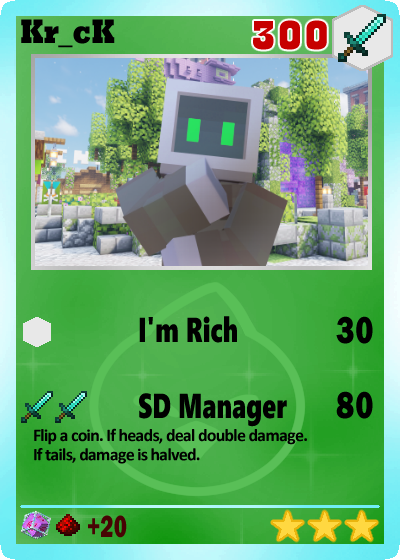 Kr_cK 300
I'm Rich 30
SD Manager 80
Flip a coin. If heads, deal double damage.
If tails, damage is halved.
+20